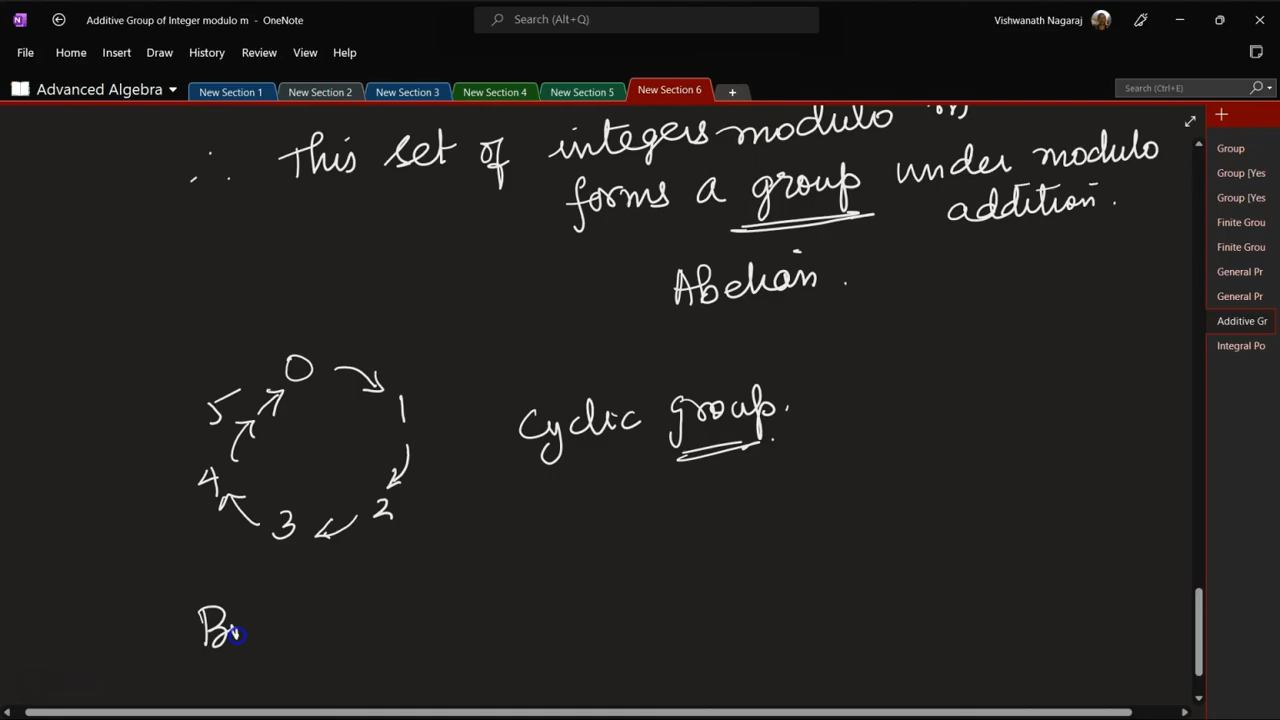 Additive Group of Integer modulo m - OneNote
Search (Alt+Q)
Vishwanath Nagaraj
File Home Insert Draw History Review View Help
Advanced Algebra
New Section 1 New Section 2 New Section 3 New Section 4 New Section 5 New Section 6 +
Search (Ctrl+E)
∴ This set of integers modulo
forms a group under modulo
addition.
Abelian.
0
1
2
3
4
5
Cyclic group.
Group
Group [Yes
Group [Yes
Finite Grou
Finite Grou
General Pr
General Pr
Additive Gr
Integral Po